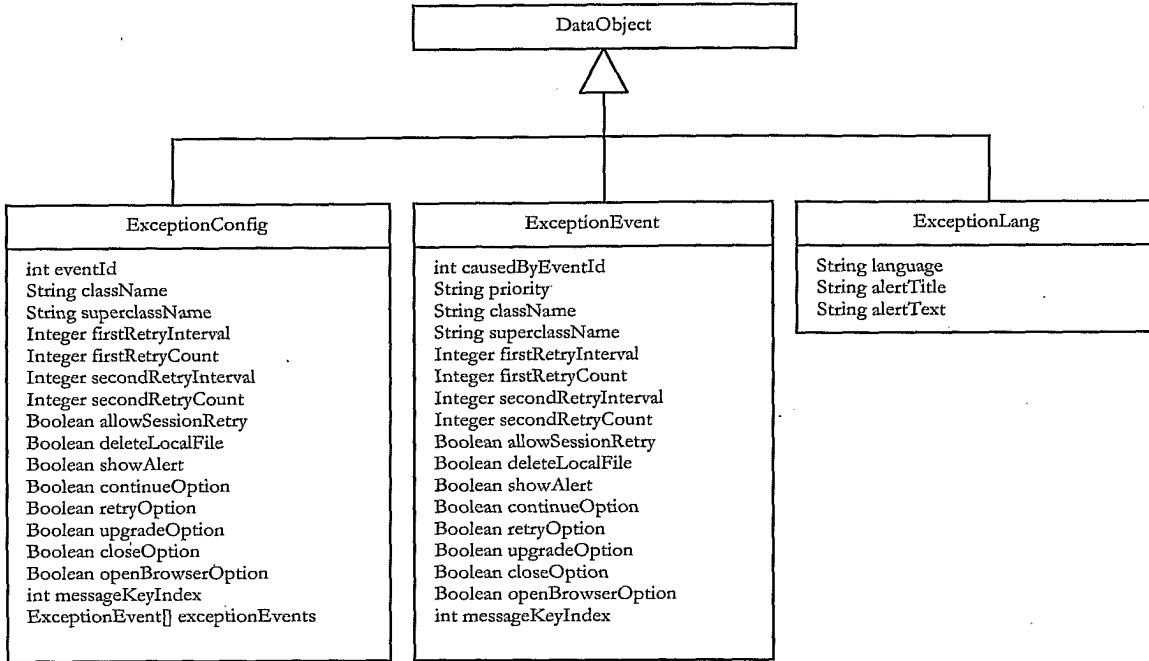 DataObject
ExceptionConfig
int eventId
String className
String superclassName
Integer firstRetryInterval
Integer firstRetryCount
Integer secondRetryInterval
Integer secondRetryCount
Boolean allowSessionRetry
Boolean deleteLocalFile
Boolean showAlert
Boolean continueOption
Boolean retryOption
Boolean upgradeOption
Boolean closeOption
Boolean openBrowserOption
int messageKeyIndex
ExceptionEvent[] exceptionEvents
ExceptionEvent
int causedByEventId
String priority
String className
String superclassName
Integer firstRetryInterval
Integer firstRetryCount
Integer secondRetryInterval
Integer secondRetryCount
Boolean allowSessionRetry
Boolean deleteLocalFile
Boolean showAlert
Boolean continueOption
Boolean retryOption
Boolean upgradeOption
Boolean closeOption
Boolean openBrowserOption
int messageKeyIndex
ExceptionLang
String language
String alertTitle
String alertText